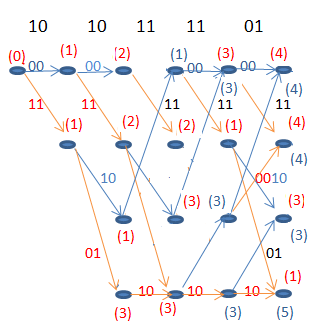 10 10 11 11 01
(0) (1) (2) (1) (3) (4)
00 00 00 00
(3) (4)
11 11 11 11 11
(1) (2) (2) (1) (4)
(4)
10 00 10
(1) (3) (3) (3)
(3)
01 01
10 10 10 (1)
(3) (3) (3) (5)